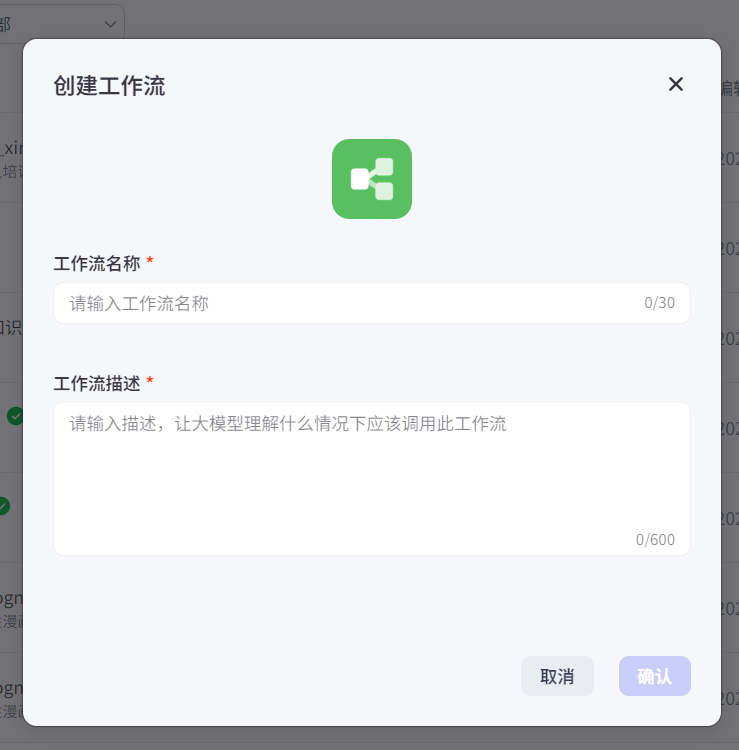 部
创建工作流
工作流名称 *
请输入工作流名称
0/30
工作流描述 *
请输入描述，让大模型理解什么情况下应该调用此工作流
0/600
取消
确认